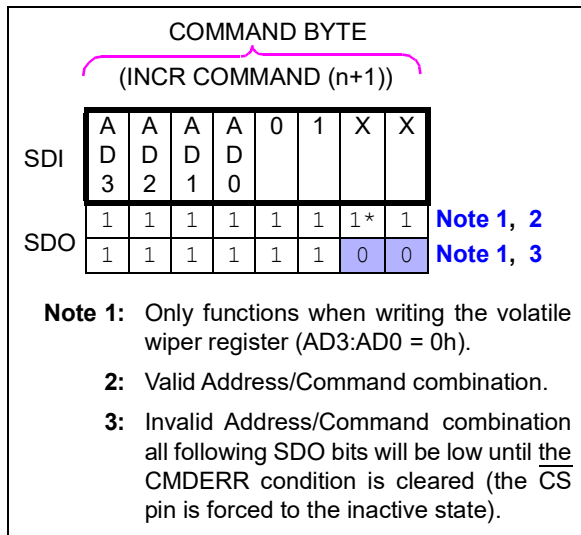 COMMAND BYTE
(INCR COMMAND (n+1))
SDI
A A A A 0 1 X X
D D D D
3 2 1 0
SDO
1 1 1 1 1 1 1* 1 Note 1, 2
1 1 1 1 1 1 0 0 Note 1, 3
Note 1: Only functions when writing the volatile
wiper register (AD3:AD0 = 0h).
2: Valid Address/Command combination.
3: Invalid Address/Command combination
all following SDO bits will be low until the
CMDERR condition is cleared (the C̅S̅
pin is forced to the inactive state).